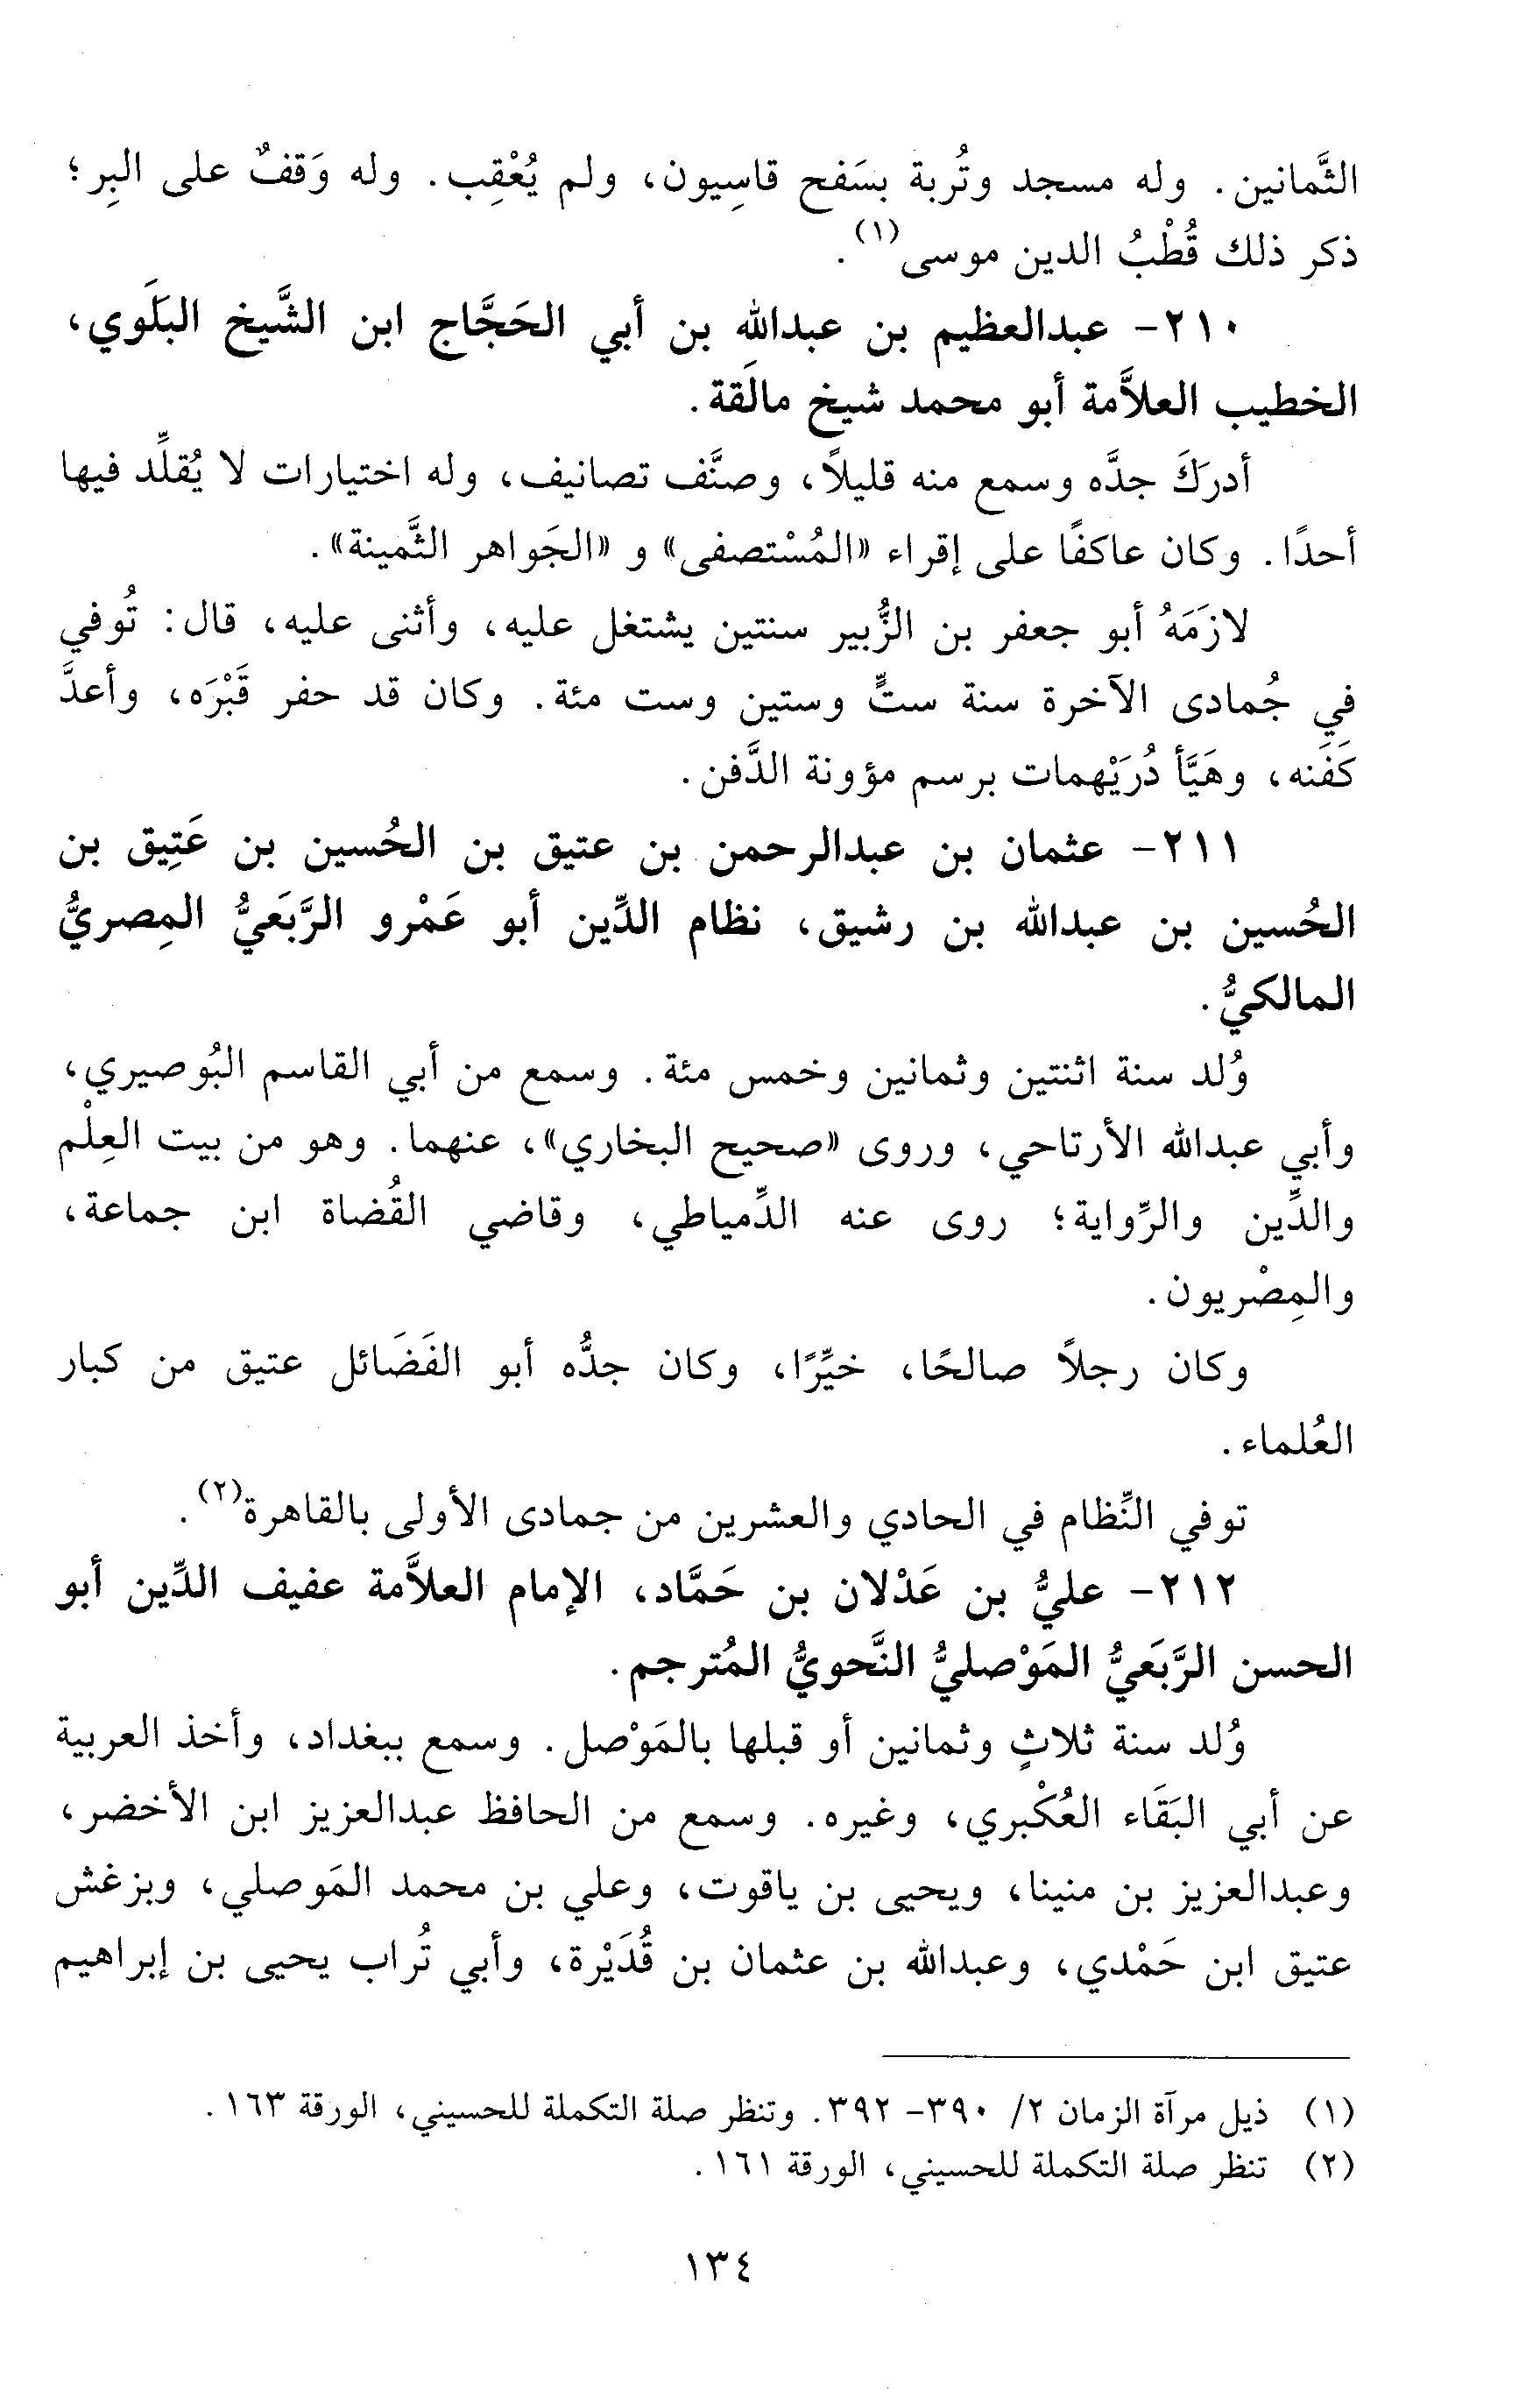 الثَّمانين. وله مسجد وتُربة بسَفح قاسِيون، ولم يُعْقِب. وله وَقفٌ على البِر؛
ذكر ذلك قُطْبُ الدين موسى(١).
٢١٠- عبدالعظيم بن عبدالله بن أبي الحَجَّاج ابن الشَّيخ البلَوي،
الخطيب العلاَّمة أبو محمد شيخ مالَقة.
أدرَكَ جدَّه وسمع منه قليلاً، وصنَّف تصانيف، وله اختيارات لا يُقلِّد فيها
أحدًا. وكان عاكفًا على إقراء «المُسْتصفى» و «الجَواهر الثَّمينة».
لازَمَهُ أبو جعفر بن الزُّبير سنتين يشتغل عليه، وأثنى عليه، قال: تُوفي
في جُمادى الآخرة سنة ستٍّ وستين وست مئة. وكان قد حفر قَبْرَه، وأعدَّ
كَفَنه، وهَيَّأ دُرَيْهمات برسم مؤونة الدَّفن.
٢١١- عثمان بن عبدالرحمن بن عتيق بن الحُسين بن عَتِيق بن
الحُسين بن عبدالله بن رشيق، نظام الدِّين أبو عَمْرو الرَّبَعيُّ المِصريُّ
المالكيُّ.
وُلد سنة اثنتين وثمانين وخمس مئة. وسمع من أبي القاسم البُوصيري،
وأبي عبدالله الأرتاحي، وروى «صحيح البخاري»، عنهما. وهو من بيت العِلْم
والدِّين والرِّواية؛ روى عنه الدِّمياطي، وقاضي القُضاة ابن جماعة،
والمِصْريون.
وكان رجلاً صالحًا، خيِّرًا، وكان جدُّه أبو الفَضَائل عتيق من كبار
العُلماء.
توفي النِّظام في الحادي والعشرين من جمادى الأولى بالقاهرة(٢).
٢١٢- عليُّ بن عَدْلان بن حَمَّاد، الإمام العلاَّمة عفيف الدِّين أبو
الحسن الرَّبَعيُّ المَوْصليُّ النَّحويُّ المُترجم.
وُلد سنة ثلاثٍ وثمانين أو قبلها بالمَوْصل. وسمع ببغداد، وأخذ العربية
عن أبي البَقَاء العُكْبري، وغيره. وسمع من الحافظ عبدالعزيز ابن الأخضر،
وعبدالعزيز بن منينا، ويحيى بن ياقوت، وعلي بن محمد المَوصلي، وبزغش
عتيق ابن حَمْدي، وعبدالله بن عثمان بن قُدَيْرة، وأبي تُراب يحيى بن إبراهيم
(١) ذيل مرآة الزمان ٢/ ٣٩٠- ٣٩٢. وتنظر صلة التكملة للحسيني، الورقة ١٦٣.
(٢) تنظر صلة التكملة للحسيني، الورقة ١٦١.
١٣٤